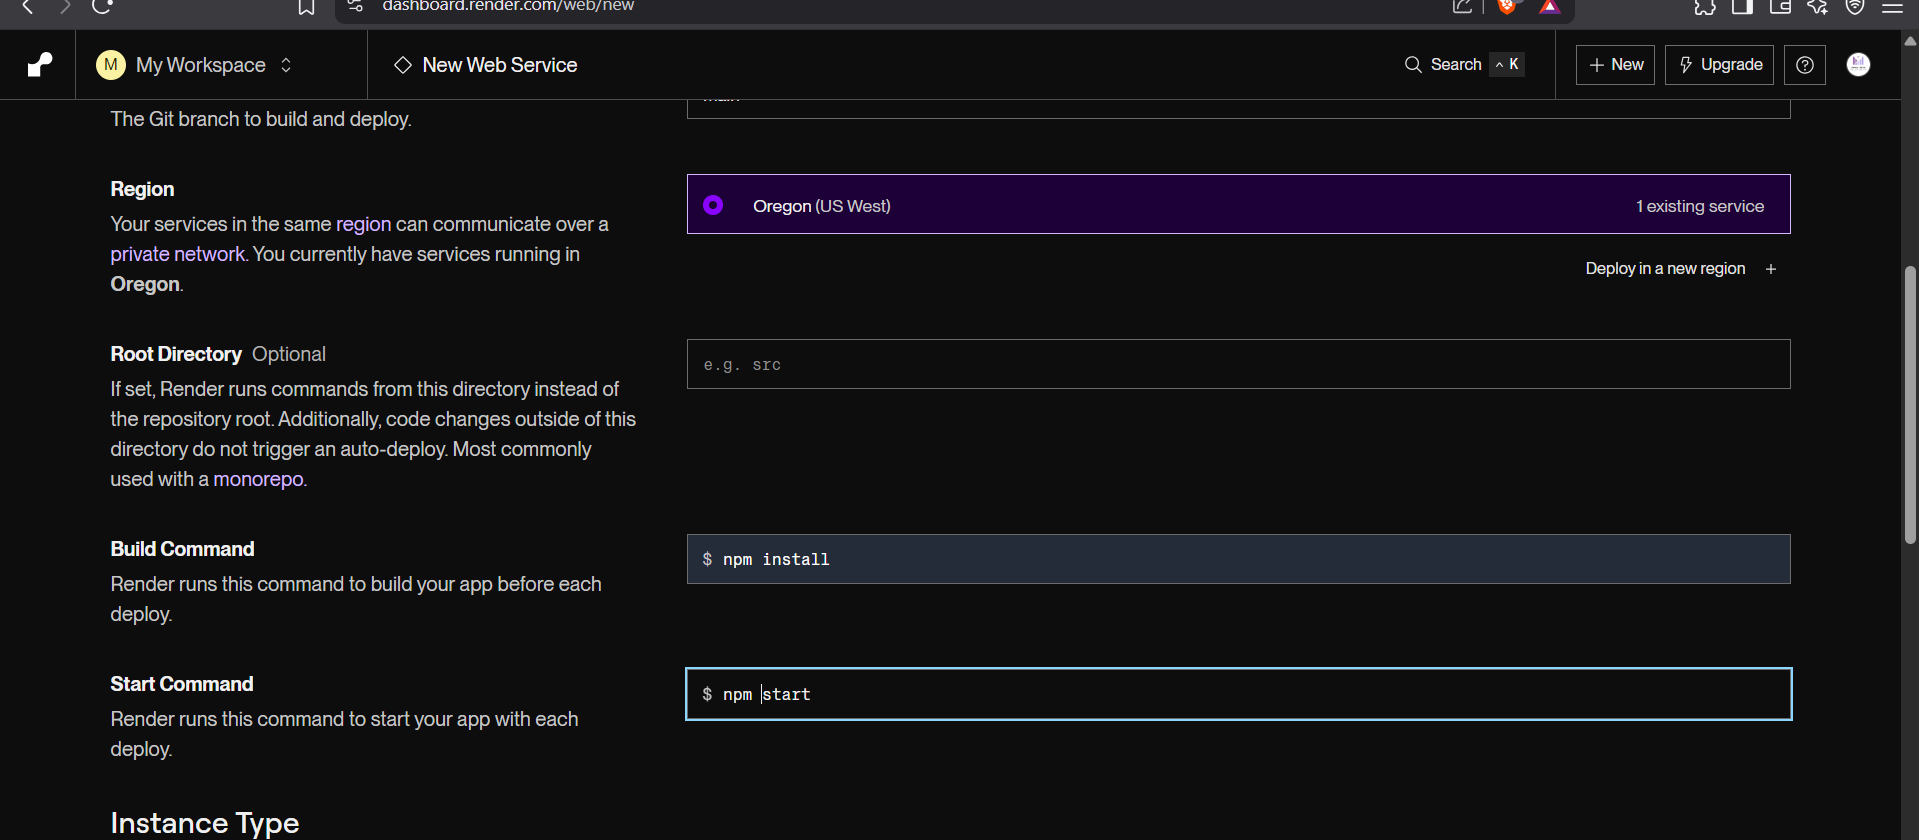 dashboard.render.com/web/new
M My Workspace
New Web Service
Search ^ K
+ New
Upgrade
The Git branch to build and deploy.
main
Region
Your services in the same region can communicate over a
private network. You currently have services running in
Oregon.
Oregon (US West)
1 existing service
Deploy in a new region +
Root Directory Optional
If set, Render runs commands from this directory instead of
the repository root. Additionally, code changes outside of this
directory do not trigger an auto-deploy. Most commonly
used with a monorepo.
e.g. src
Build Command
Render runs this command to build your app before each
deploy.
$ npm install
Start Command
Render runs this command to start your app with each
deploy.
$ npm start
Instance Type